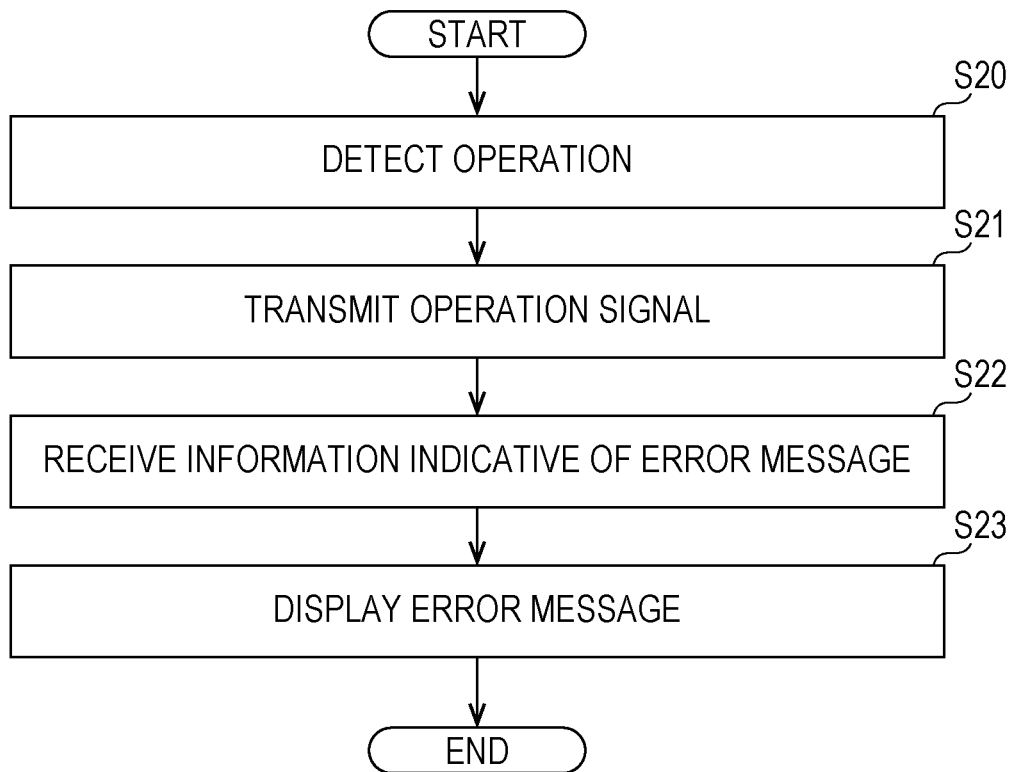 START
S20
DETECT OPERATION
S21
TRANSMIT OPERATION SIGNAL
S22
RECEIVE INFORMATION INDICATIVE OF ERROR MESSAGE
S23
DISPLAY ERROR MESSAGE
END